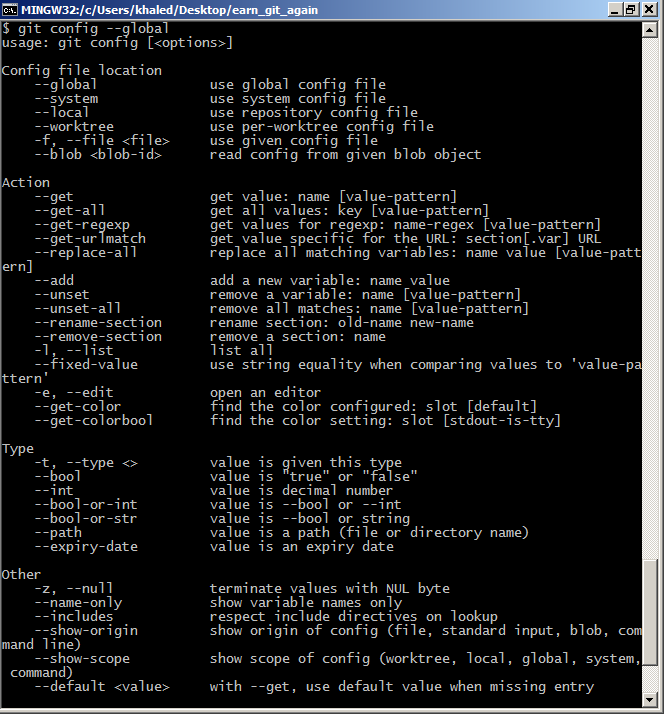 MINGW32:/c/Users/khaled/Desktop/earn_git_again
$ git config --global
usage: git config [<options>]
Config file location
--global use global config file
--system use system config file
--local use repository config file
--worktree use per-worktree config file
-f, --file <file> use given config file
--blob <blob-id> read config from given blob object
Action
--get get value: name [value-pattern]
--get-all get all values: key [value-pattern]
--get-regexp get values for regexp: name-regex [value-pattern]
--get-urlmatch get value specific for the URL: section[.var] URL
--replace-all replace all matching variables: name value [value-patt
ern]
--add add a new variable: name value
--unset remove a variable: name [value-pattern]
--unset-all remove all matches: name [value-pattern]
--rename-section rename section: old-name new-name
--remove-section remove a section: name
-l, --list list all
--fixed-value use string equality when comparing values to 'value-pa
ttern'
-e, --edit open an editor
--get-color find the color configured: slot [default]
--get-colorbool find the color setting: slot [stdout-is-tty]
Type
-t, --type <> value is given this type
--bool value is "true" or "false"
--int value is decimal number
--bool-or-int value is --bool or --int
--bool-or-str value is --bool or string
--path value is a path (file or directory name)
--expiry-date value is an expiry date
Other
-z, --null terminate values with NUL byte
--name-only show variable names only
--includes respect include directives on lookup
--show-origin show origin of config (file, standard input, blob, com
mand line)
--show-scope show scope of config (worktree, local, global, system,
command)
--default <value> with --get, use default value when missing entry